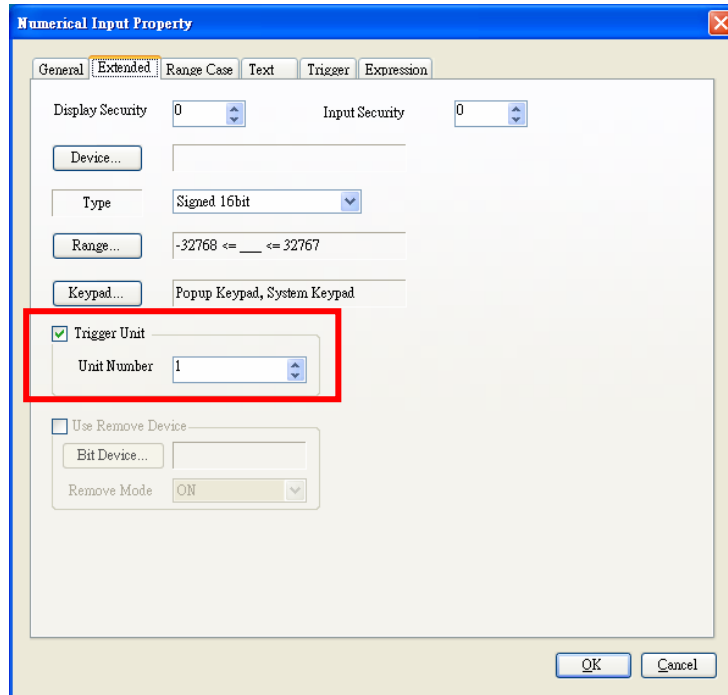 Numerical Input Property
General Extended Range Case Text Trigger Expression
Display Security 0 Input Security 0
Device...
Type Signed 16bit
Range... -32768 <= ___ <= 32767
Keypad... Popup Keypad, System Keypad
Trigger Unit
Unit Number 1
Use Remove Device
Bit Device...
Remove Mode ON
OK Cancel